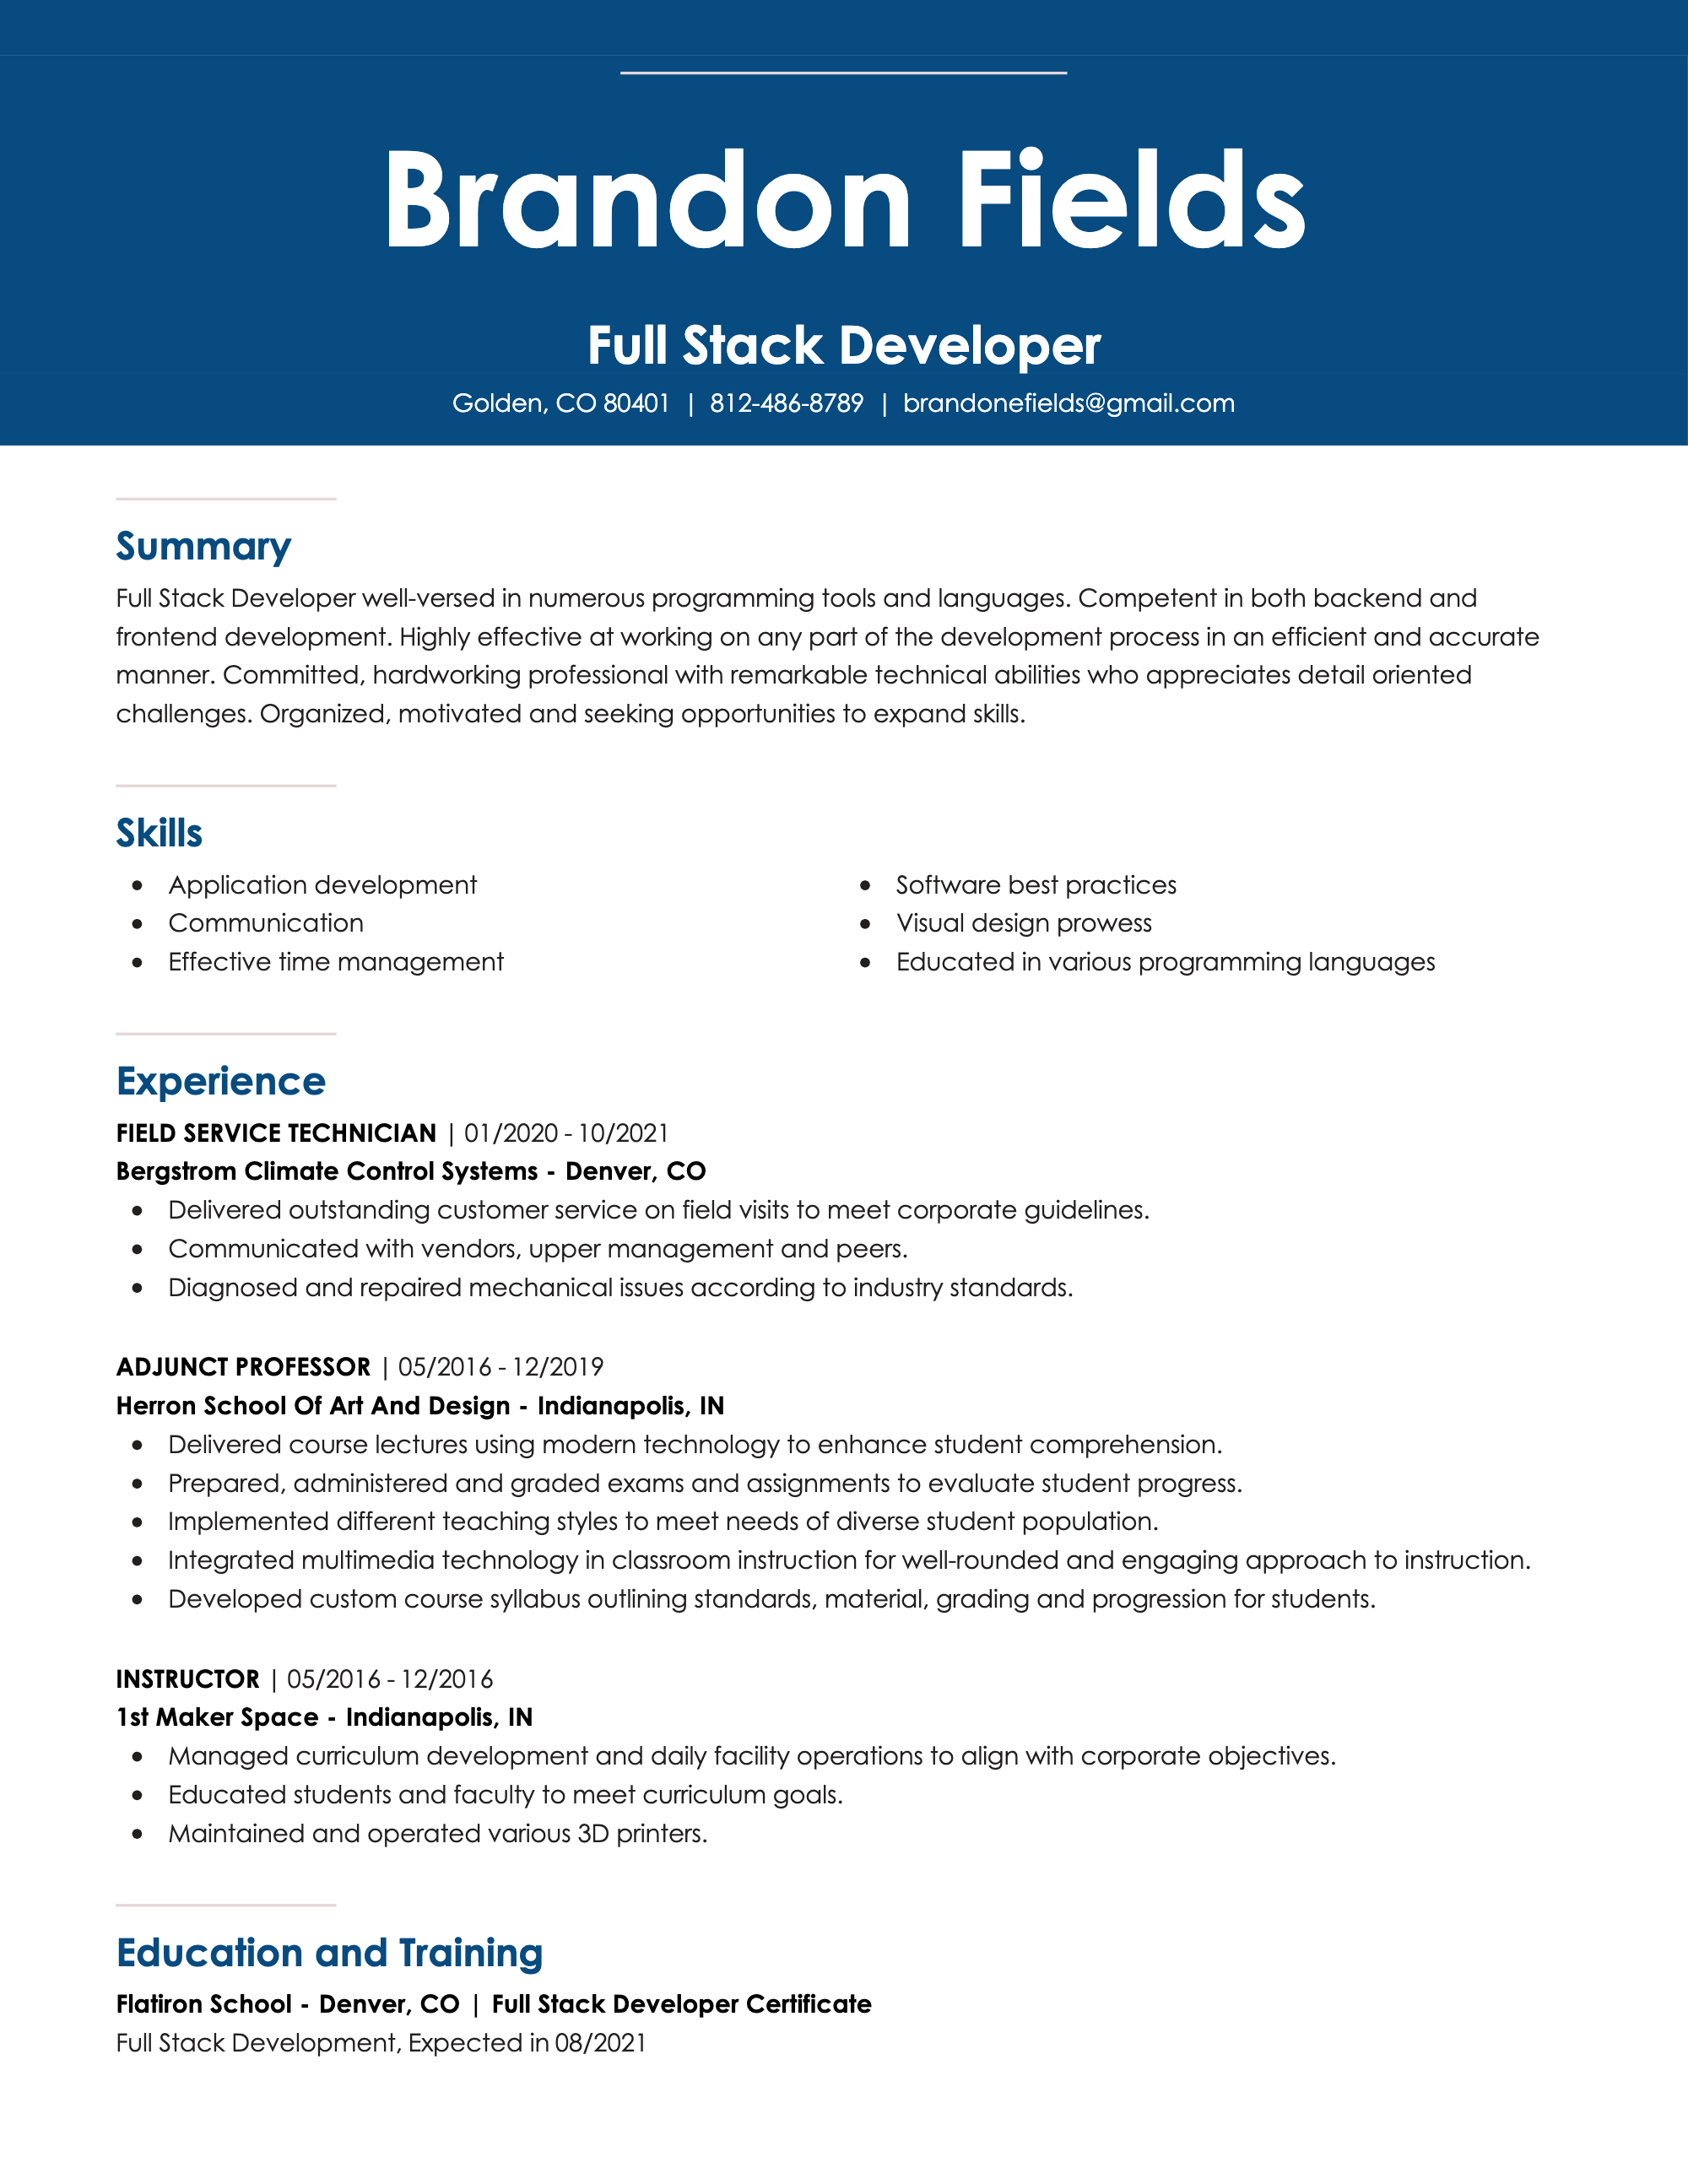 Brandon Fields
Full Stack Developer
Golden, CO 80401 | 812-486-8789 | brandonefields@gmail.com
Summary
Full Stack Developer well-versed in numerous programming tools and languages. Competent in both backend and
frontend development. Highly effective at working on any part of the development process in an efficient and accurate
manner. Committed, hardworking professional with remarkable technical abilities who appreciates detail oriented
challenges. Organized, motivated and seeking opportunities to expand skills.
Skills
• Application development
• Communication
• Effective time management
• Software best practices
• Visual design prowess
• Educated in various programming languages
Experience
FIELD SERVICE TECHNICIAN | 01/2020 - 10/2021
Bergstrom Climate Control Systems - Denver, CO
• Delivered outstanding customer service on field visits to meet corporate guidelines.
• Communicated with vendors, upper management and peers.
• Diagnosed and repaired mechanical issues according to industry standards.
ADJUNCT PROFESSOR | 05/2016 - 12/2019
Herron School Of Art And Design - Indianapolis, IN
• Delivered course lectures using modern technology to enhance student comprehension.
• Prepared, administered and graded exams and assignments to evaluate student progress.
• Implemented different teaching styles to meet needs of diverse student population.
• Integrated multimedia technology in classroom instruction for well-rounded and engaging approach to instruction.
• Developed custom course syllabus outlining standards, material, grading and progression for students.
INSTRUCTOR | 05/2016 - 12/2016
1st Maker Space - Indianapolis, IN
• Managed curriculum development and daily facility operations to align with corporate objectives.
• Educated students and faculty to meet curriculum goals.
• Maintained and operated various 3D printers.
Education and Training
Flatiron School - Denver, CO | Full Stack Developer Certificate
Full Stack Development, Expected in 08/2021